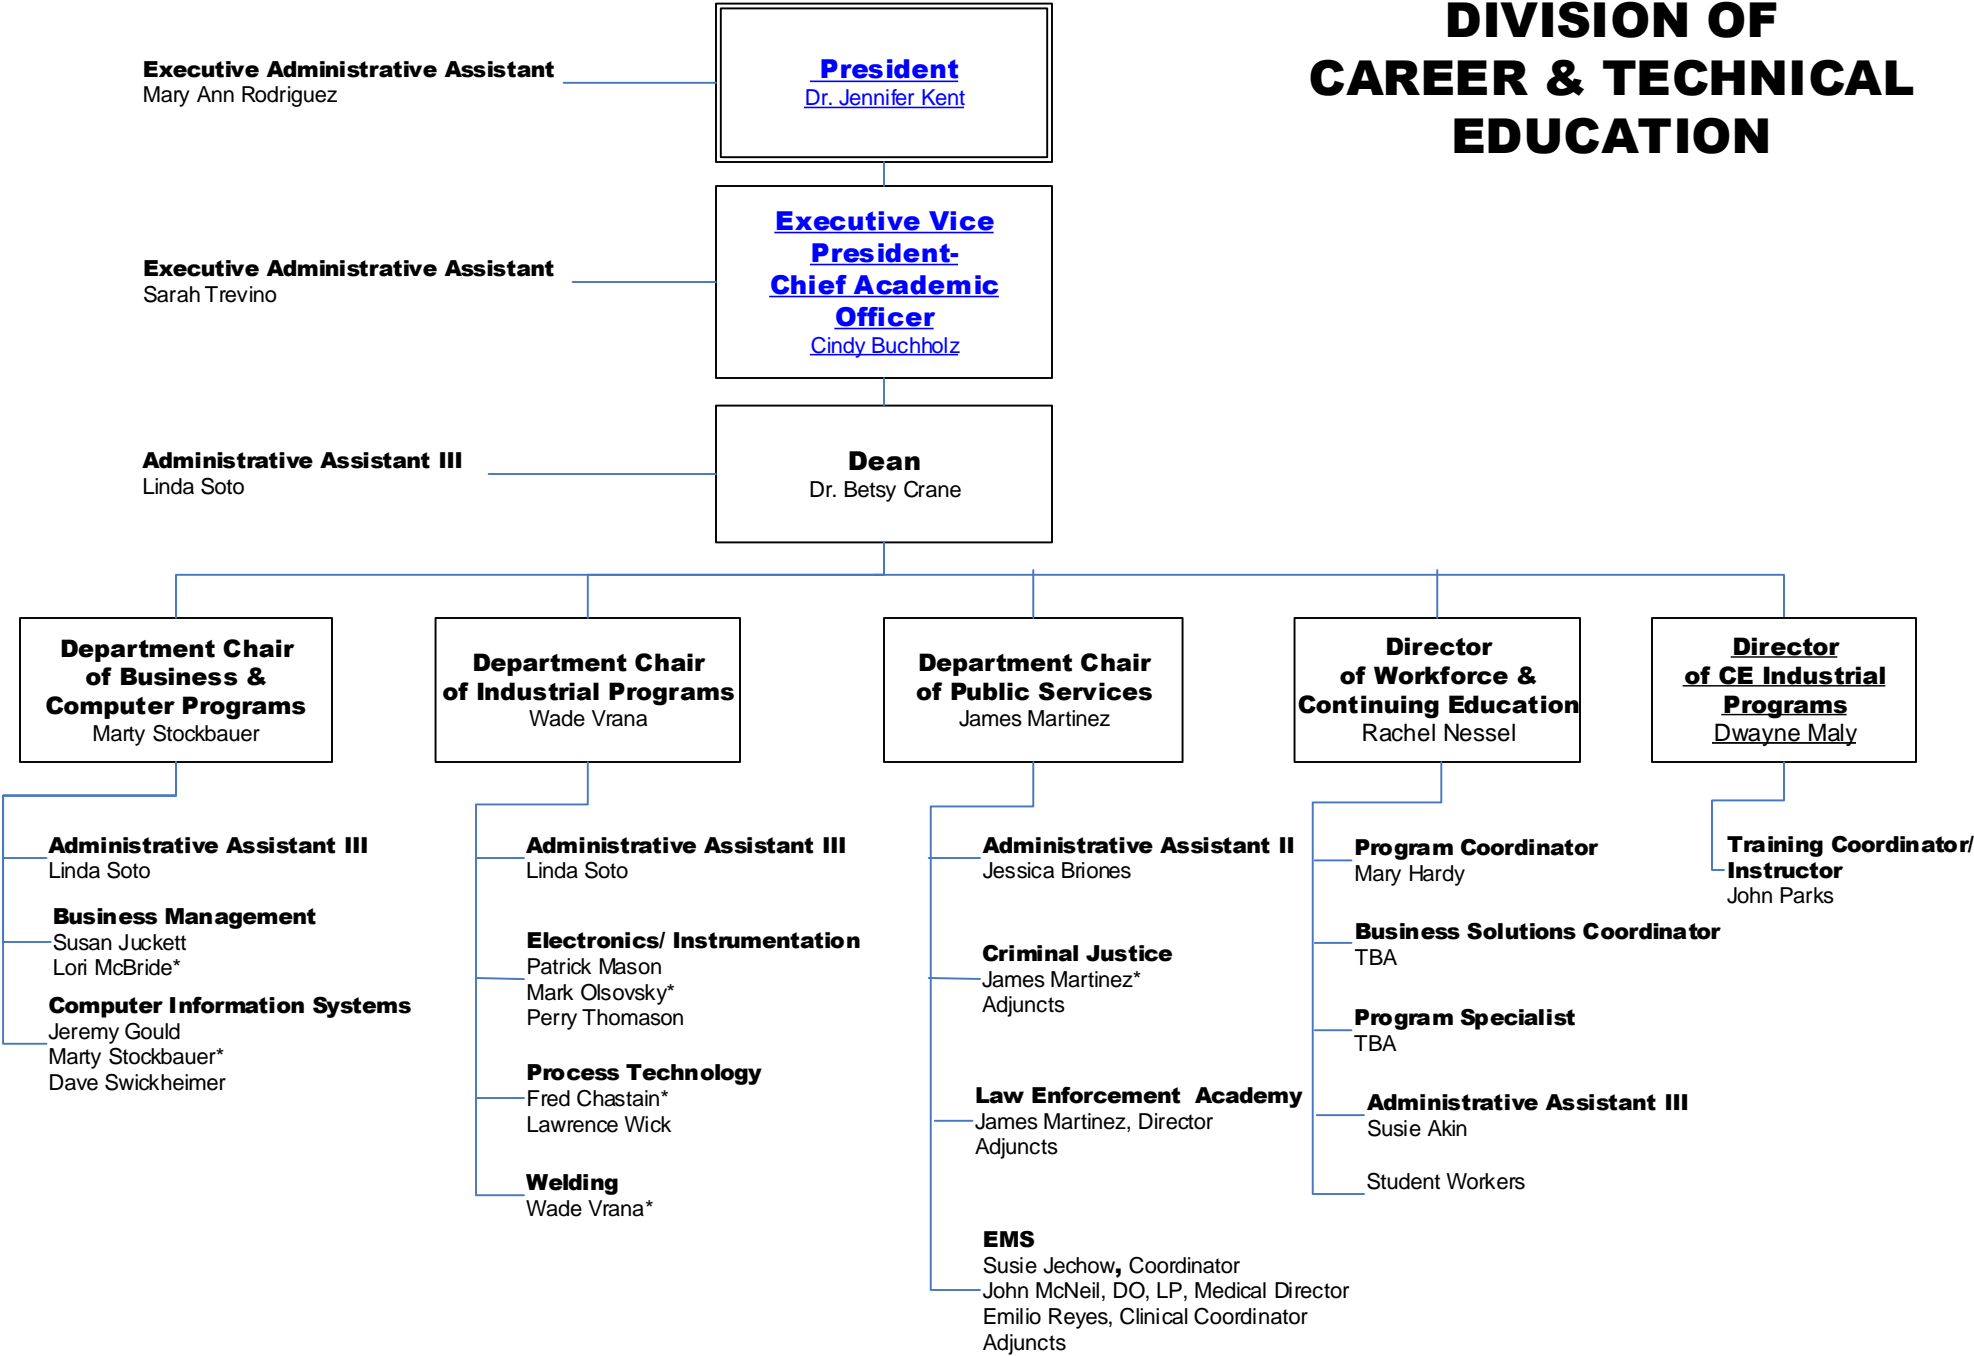 DIVISION OF
CAREER & TECHNICAL
EDUCATION
Executive Administrative Assistant
Mary Ann Rodriguez
President
Dr. Jennifer Kent
Executive Administrative Assistant
Sarah Trevino
Executive Vice
President-
Chief Academic
Officer
Cindy Buchholz
Administrative Assistant III
Linda Soto
Dean
Dr. Betsy Crane
Department Chair
of Business &
Computer Programs
Marty Stockbauer
Department Chair
of Industrial Programs
Wade Vrana
Department Chair
of Public Services
James Martinez
Director
of Workforce &
Continuing Education
Rachel Nessel
Director
of CE Industrial
Programs
Dwayne Maly
Administrative Assistant III
Linda Soto
Business Management
Susan Juckett
Lori McBride*
Computer Information Systems
Jeremy Gould
Marty Stockbauer*
Dave Swickheimer
Administrative Assistant III
Linda Soto
Electronics/ Instrumentation
Patrick Mason
Mark Olsovsky*
Perry Thomason
Process Technology
Fred Chastain*
Lawrence Wick
Welding
Wade Vrana*
Administrative Assistant II
Jessica Briones
Criminal Justice
James Martinez*
Adjuncts
Law Enforcement Academy
James Martinez, Director
Adjuncts
EMS
Susie Jechow, Coordinator
John McNeil, DO, LP, Medical Director
Emilio Reyes, Clinical Coordinator
Adjuncts
Program Coordinator
Mary Hardy
Business Solutions Coordinator
TBA
Program Specialist
TBA
Administrative Assistant III
Susie Akin
Student Workers
Training Coordinator/
Instructor
John Parks